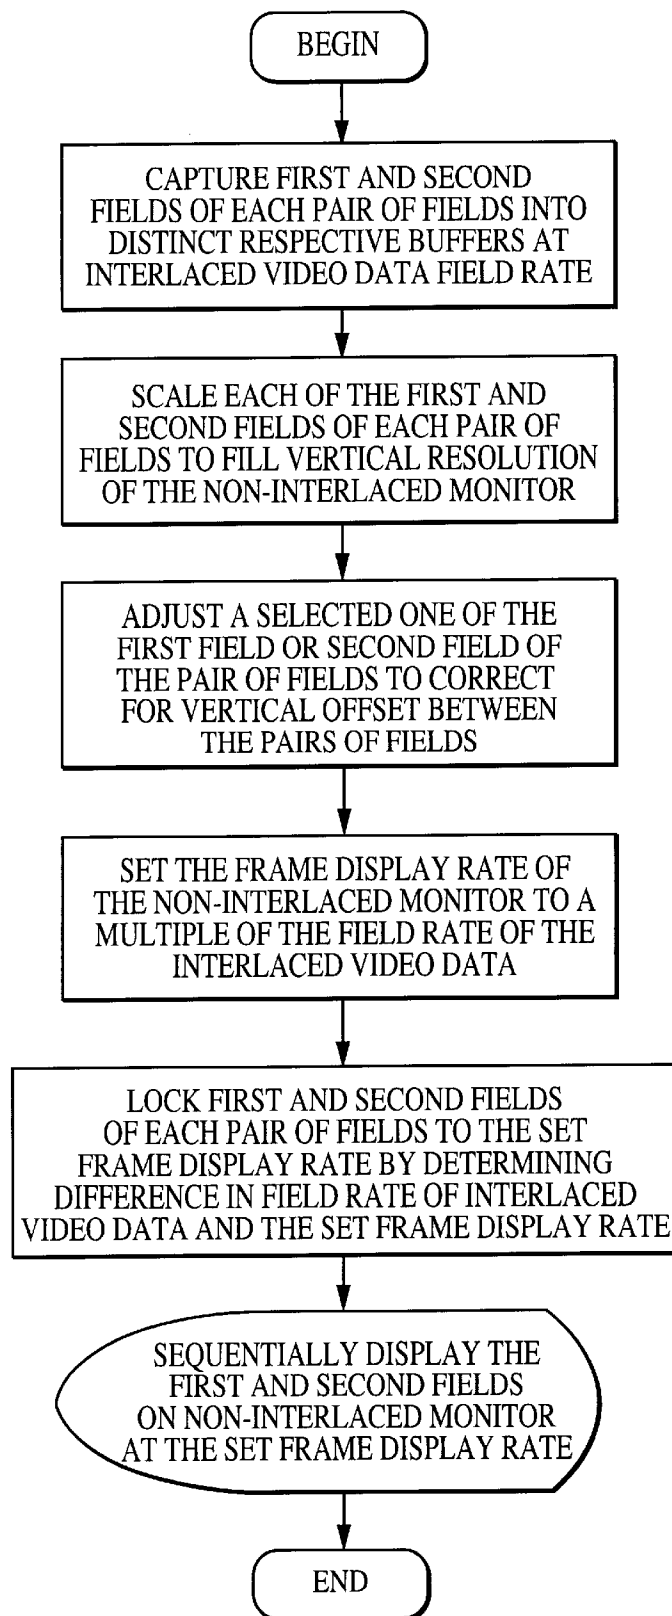 BEGIN
CAPTURE FIRST AND SECOND
FIELDS OF EACH PAIR OF FIELDS INTO
DISTINCT RESPECTIVE BUFFERS AT
INTERLACED VIDEO DATA FIELD RATE
SCALE EACH OF THE FIRST AND
SECOND FIELDS OF EACH PAIR OF
FIELDS TO FILL VERTICAL RESOLUTION
OF THE NON-INTERLACED MONITOR
ADJUST A SELECTED ONE OF THE
FIRST FIELD OR SECOND FIELD OF
THE PAIR OF FIELDS TO CORRECT
FOR VERTICAL OFFSET BETWEEN
THE PAIRS OF FIELDS
SET THE FRAME DISPLAY RATE OF
THE NON-INTERLACED MONITOR TO A
MULTIPLE OF THE FIELD RATE OF THE
INTERLACED VIDEO DATA
LOCK FIRST AND SECOND FIELDS
OF EACH PAIR OF FIELDS TO THE SET
FRAME DISPLAY RATE BY DETERMINING
DIFFERENCE IN FIELD RATE OF INTERLACED
VIDEO DATA AND THE SET FRAME DISPLAY RATE
SEQUENTIALLY DISPLAY THE
FIRST AND SECOND FIELDS
ON NON-INTERLACED MONITOR
AT THE SET FRAME DISPLAY RATE
END